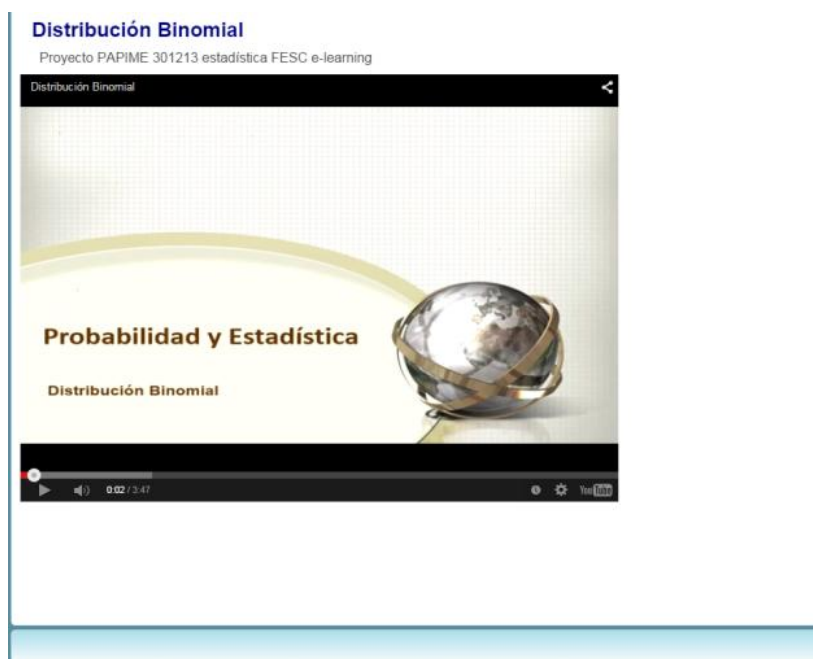 Distribución Binomial
Proyecto PAPIME 301213 estadística FESC e-learning
Distribución Binomial
Probabilidad y Estadística
Distribución Binomial
0:02 / 3:47
YouTube